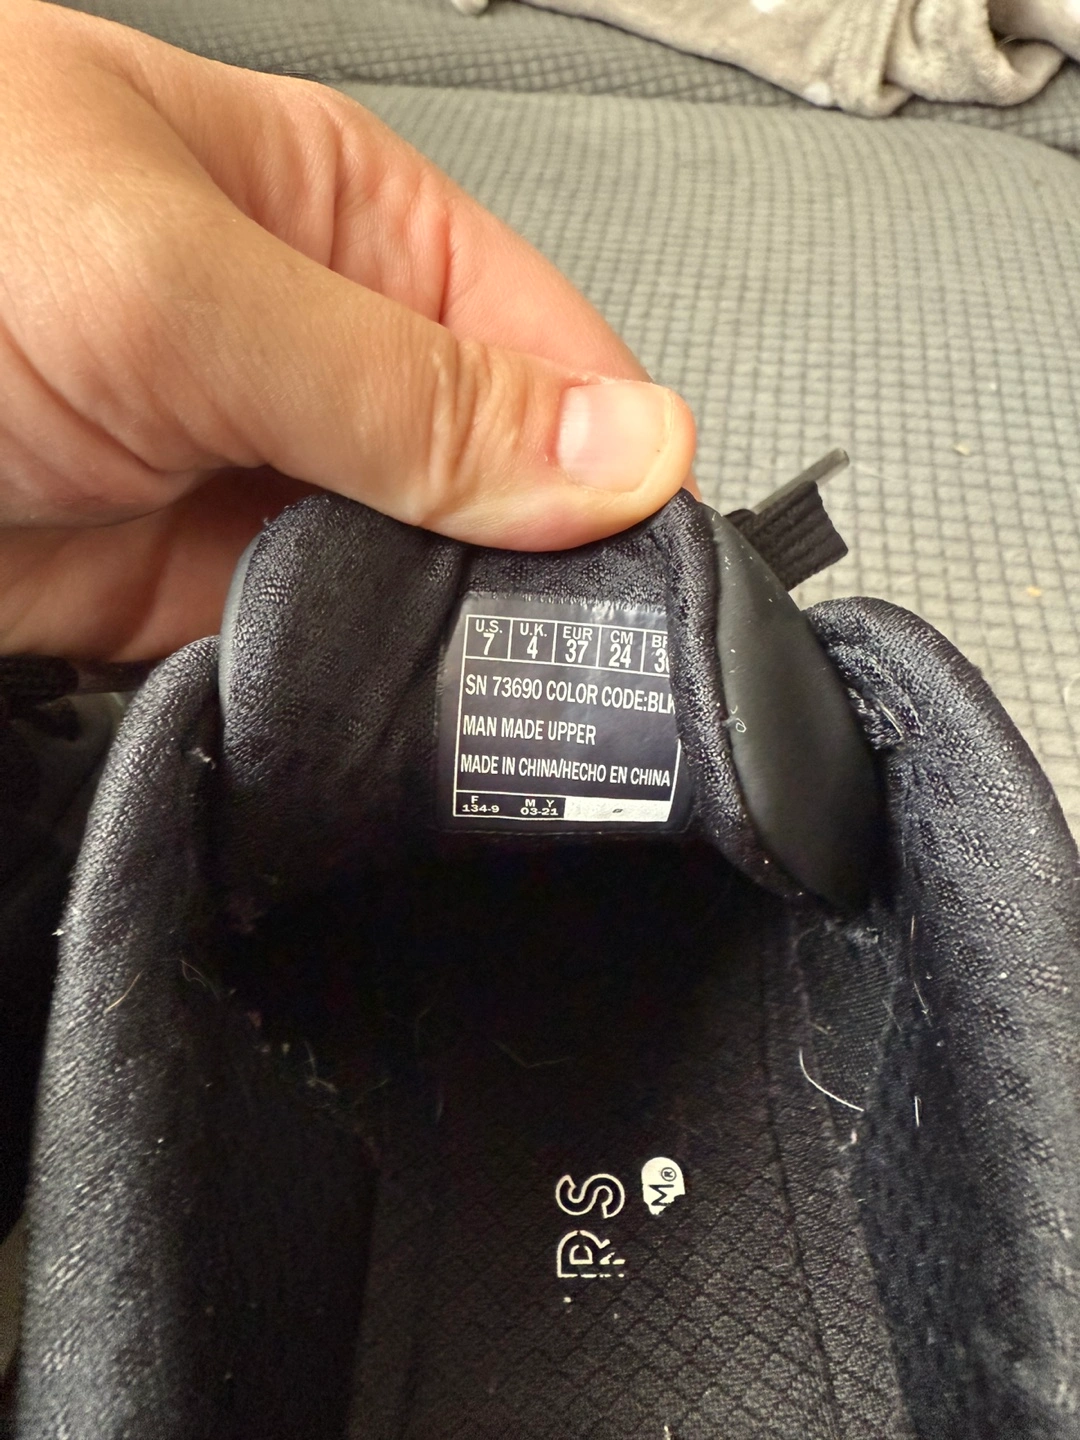 U.S. U.K. EUR CM
7 4 37 24
SN 73690 COLOR CODE:BLK
MAN MADE UPPER
MADE IN CHINA/HECHO EN CHINA
F M Y
134-9 03-21
RS
M®